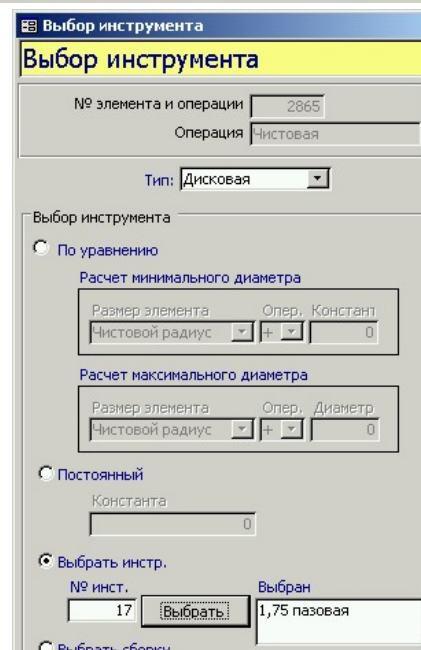 Выбор инструмента
Выбор инструмента
№ элемента и операции 2865
Операция Чистовая
Тип: Дисковая
Выбор инструмента
По уравнению
Расчет минимального диаметра
Размер элемента Опер. Констант
Чистовой радиус + 0
Расчет максимального диаметра
Размер элемента Опер. Диаметр
Чистовой радиус + 0
Постоянный
Константа
0
Выбрать инстр.
№ инст. Выбран
17 Выбрать 1,75 пазовая
Выбрать сборку